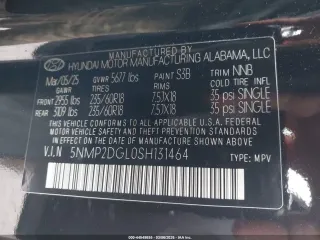 MANUFACTURED BY
HYUNDAI MOTOR MANUFACTURING ALABAMA, LLC
Mar/05/25 GVWR 5677 lbs PAINT S3B TRIM NNB
GAWR TIRES RIMS COLD TIRE INFL.
FRONT 2955 lbs 235/60R18 7.5JX18 35 psi SINGLE
REAR 3109 lbs 235/60R18 7.5JX18 35 psi SINGLE
THIS VEHICLE CONFORMS TO ALL APPLICABLE
U.S.A. FEDERAL MOTOR VEHICLE SAFETY, BUMPER,
AND THEFT PREVENTION STANDARDS IN EFFECT ON
THE DATE OF MANUFACTURE SHOWN ABOVE.
V.I.N 5NMP2DGL0SH131464 TYPE: MPV